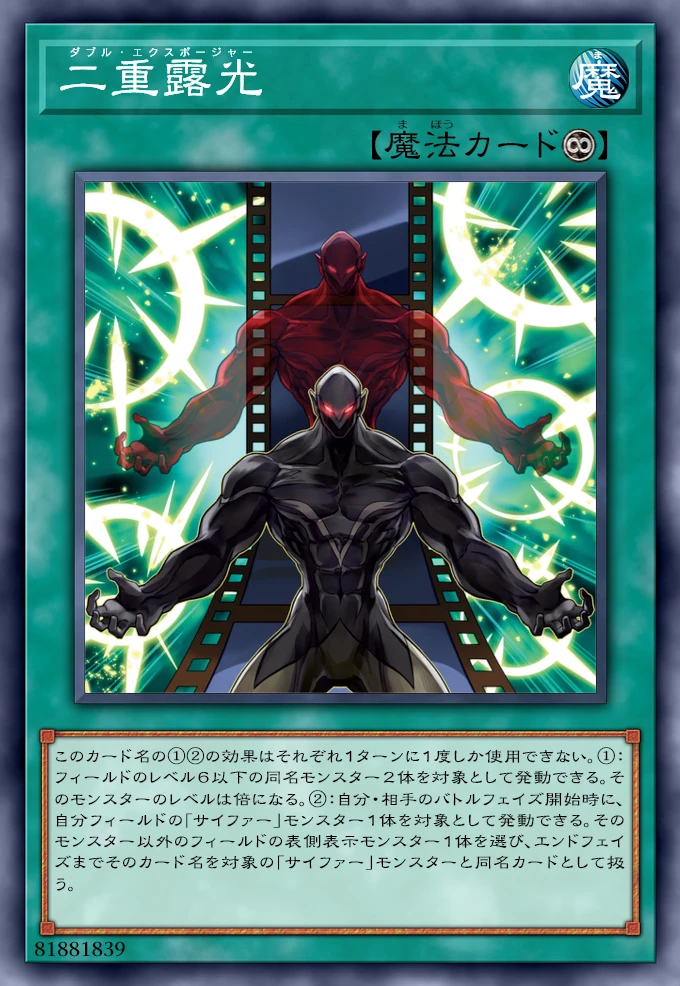 ダブル・エクスポージャー
二重露光
魔
ま
ま ほう
【魔法カード】
このカード名の①②の効果はそれぞれ1ターンに1度しか使用できない。①:
フィールドのレベル6以下の同名モンスター2体を対象として発動できる。そ
のモンスターのレベルは倍になる。②:自分・相手のバトルフェイズ開始時に、
自分フィールドの「サイファー」モンスター1体を対象として発動できる。その
モンスター以外のフィールドの表側表示モンスター1体を選び、エンドフェイ
ズまでそのカード名を対象の「サイファー」モンスターと同名カードとして扱
う。
81881839